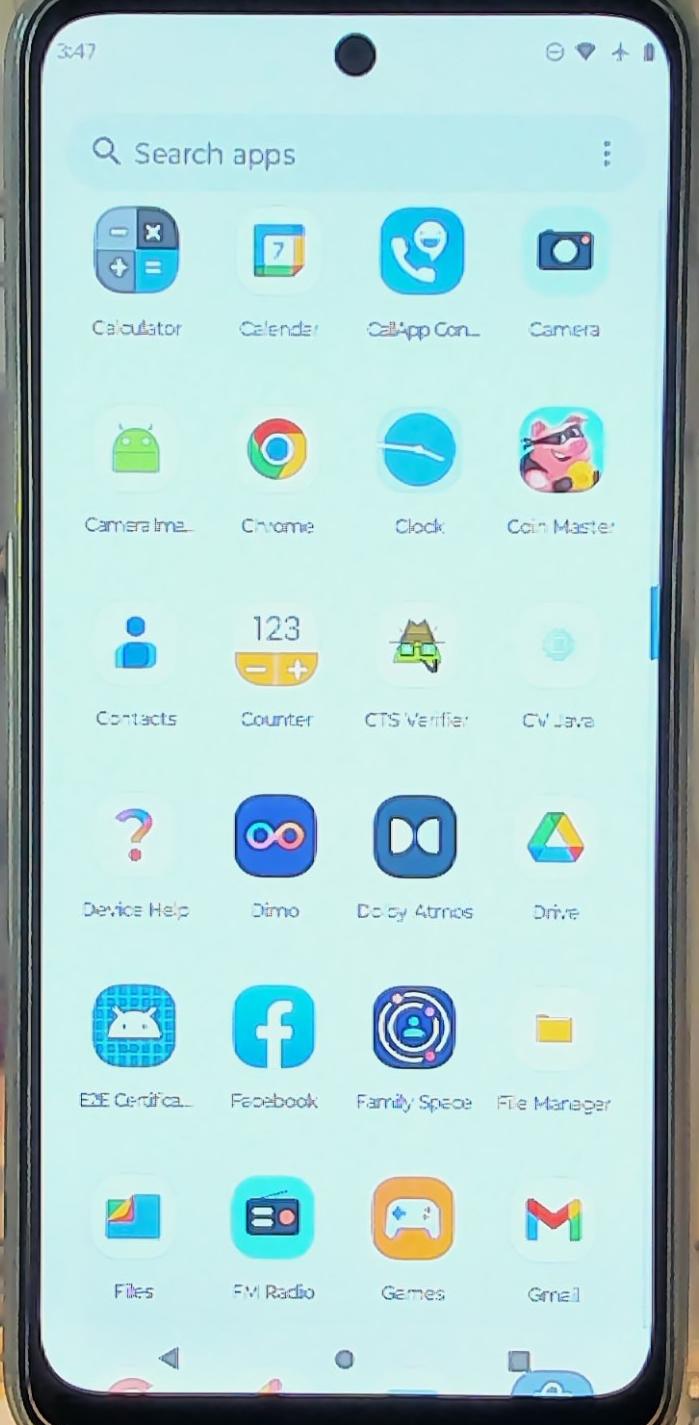 3:47
Search apps
Calculator Calendar CallApp Con... Camera
7
Camera Ima... Chrome Clock Coin Master
123
Contacts Counter CTS Verifier CV Java
Device Help Dimo Dolby Atmos Drive
E2E Certifica... Facebook Family Space File Manager
Files FM Radio Games Gmail